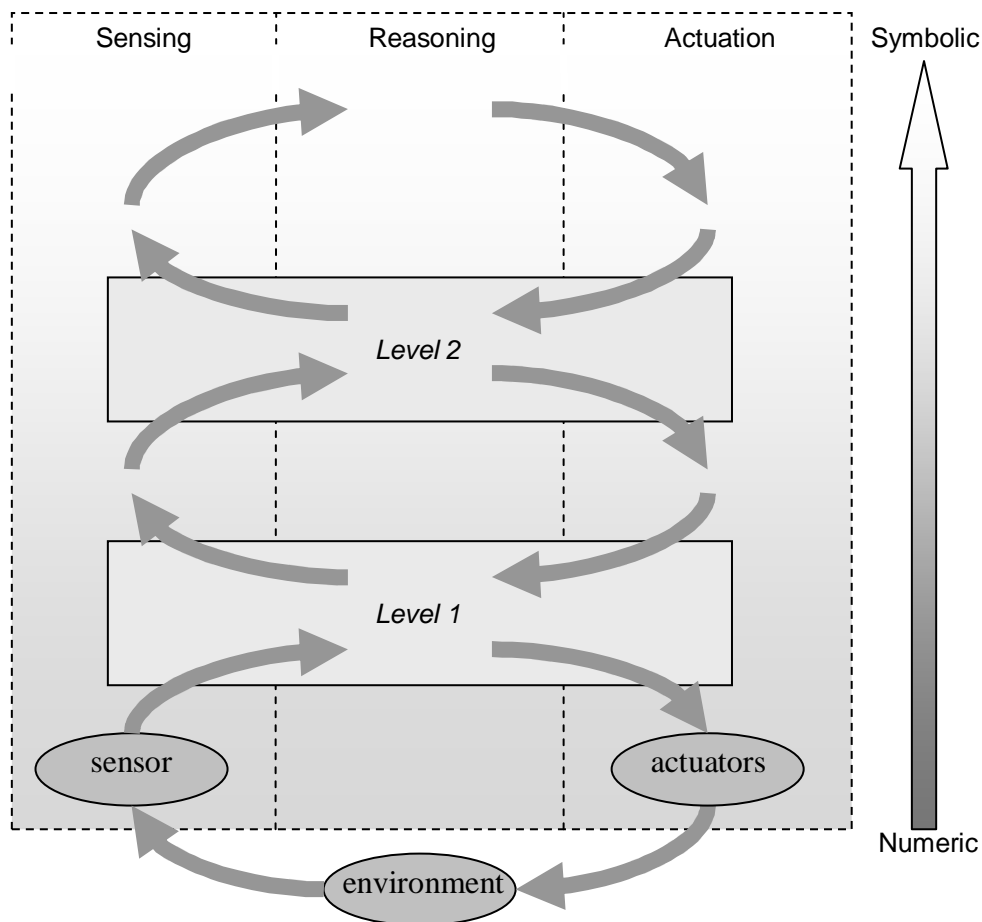 Sensing
Reasoning
Actuation
Symbolic
Level 2
Level 1
sensor
actuators
Numeric
environment